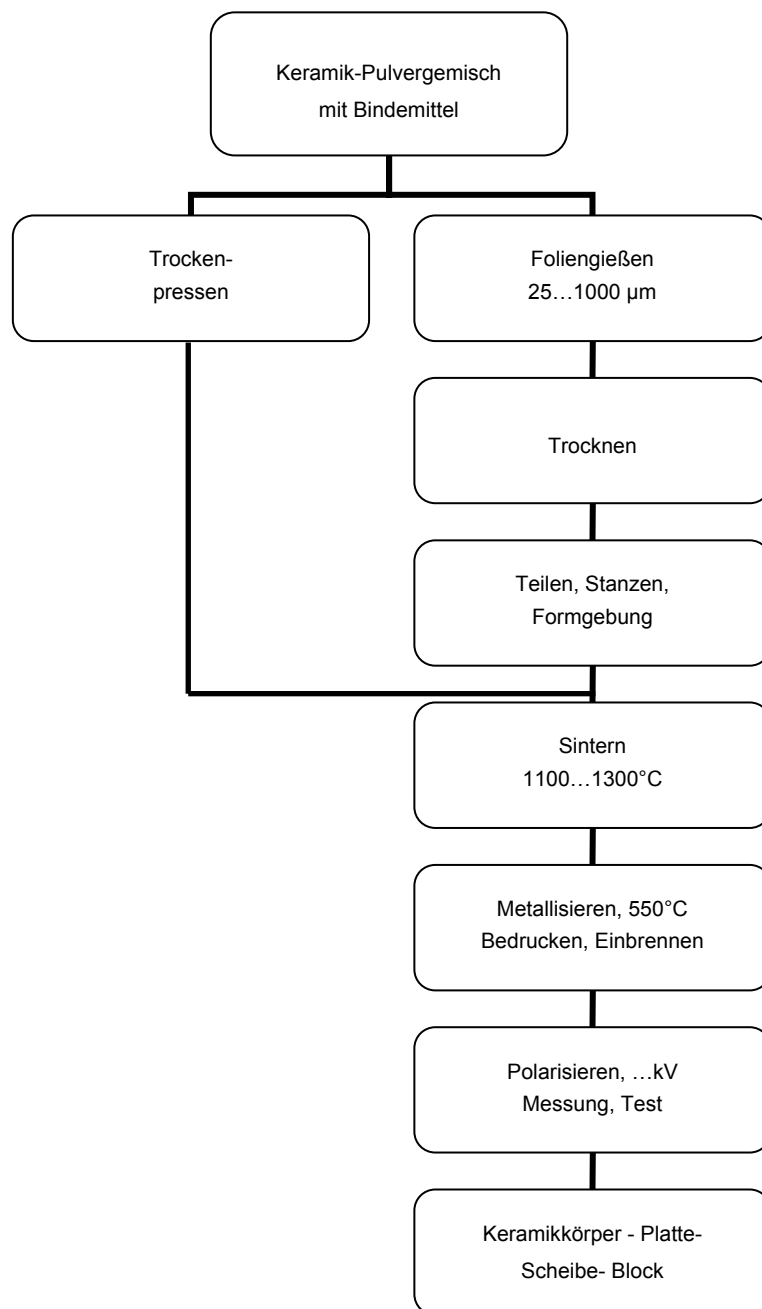 Keramik-Pulvergemisch
mit Bindemittel
Trocken-
pressen
Foliengießen
25…1000 µm
Trocknen
Teilen, Stanzen,
Formgebung
Sintern
1100…1300°C
Metallisieren, 550°C
Bedrucken, Einbrennen
Polarisieren, …kV
Messung, Test
Keramikkörper - Platte-
Scheibe- Block